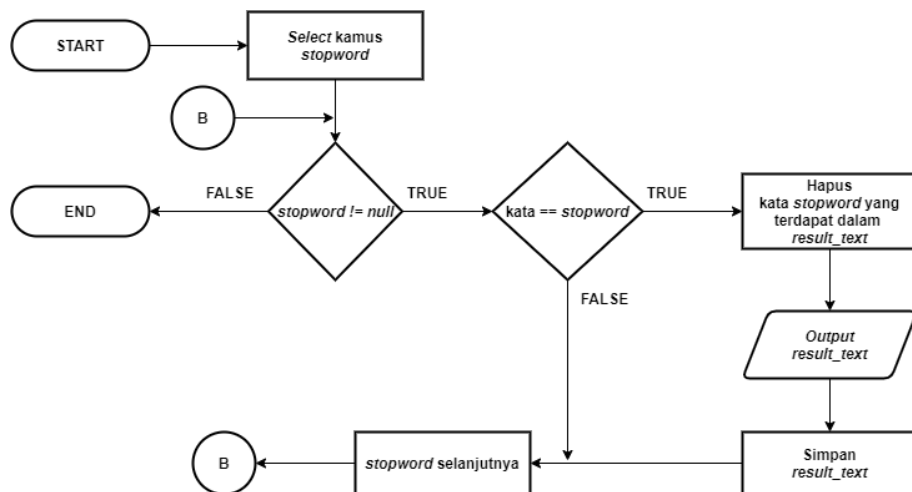 START
Select kamus
stopword
B
FALSE
TRUE
TRUE
END
stopword != null
kata == stopword
Hapus
kata stopword yang
terdapat dalam
result_text
FALSE
Output
result_text
B
stopword selanjutnya
Simpan
result_text